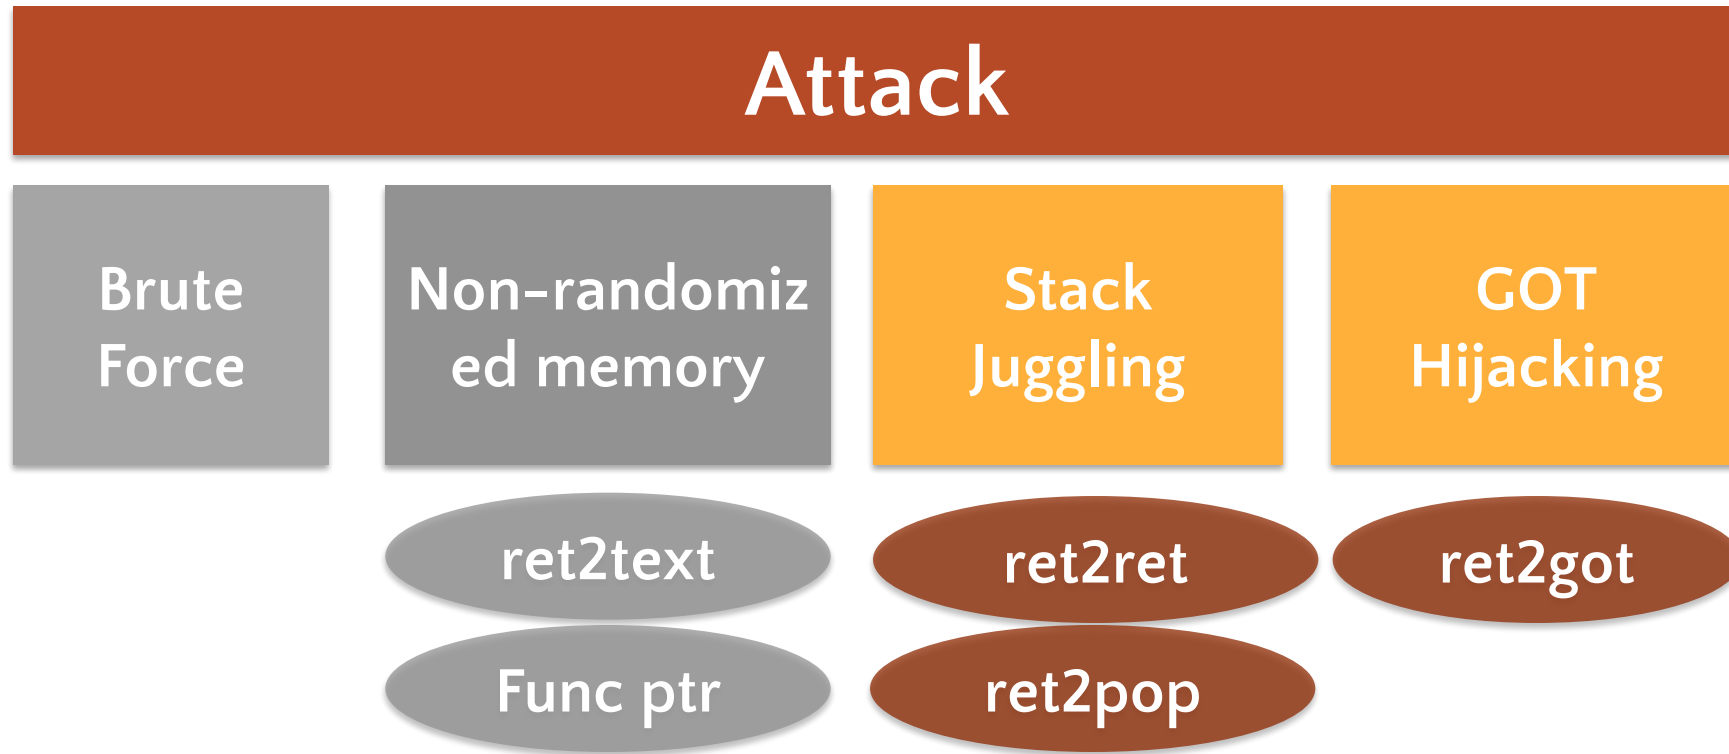 Attack
Brute
Force
Non-randomiz
ed memory
Stack
Juggling
GOT
Hijacking
ret2text
ret2ret
ret2got
Func ptr
ret2pop